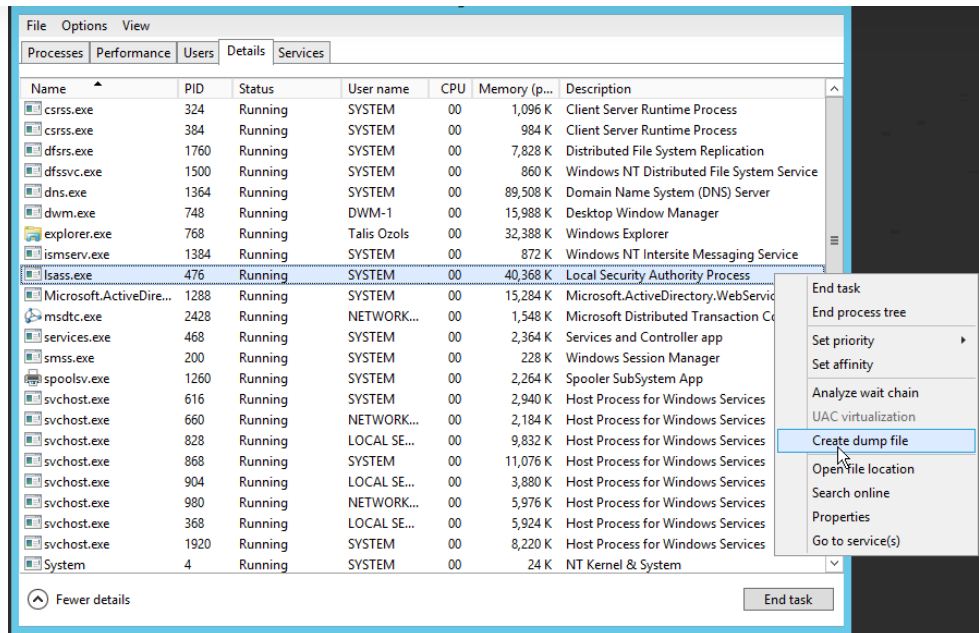 File Options View
Processes Performance Users Details Services
Name PID Status User name CPU Memory (p... Description
csrss.exe 324 Running SYSTEM 00 1,096 K Client Server Runtime Process
csrss.exe 384 Running SYSTEM 00 984 K Client Server Runtime Process
dfsrs.exe 1760 Running SYSTEM 00 7,828 K Distributed File System Replication
dfssvc.exe 1500 Running SYSTEM 00 860 K Windows NT Distributed File System Service
dns.exe 1364 Running SYSTEM 00 89,508 K Domain Name System (DNS) Server
dwm.exe 748 Running DWM-1 00 15,988 K Desktop Window Manager
explorer.exe 768 Running Talis Ozols 00 32,388 K Windows Explorer
ismserv.exe 1384 Running SYSTEM 00 872 K Windows NT Intersite Messaging Service
lsass.exe 476 Running SYSTEM 00 40,368 K Local Security Authority Process
Microsoft.ActiveDire... 1288 Running SYSTEM 00 15,284 K Microsoft.ActiveDirectory.WebServic
msdtc.exe 2428 Running NETWORK... 00 1,548 K Microsoft Distributed Transaction Co
services.exe 468 Running SYSTEM 00 2,364 K Services and Controller app
smss.exe 200 Running SYSTEM 00 228 K Windows Session Manager
spoolsv.exe 1260 Running SYSTEM 00 2,264 K Spooler SubSystem App
svchost.exe 616 Running SYSTEM 00 2,940 K Host Process for Windows Services
svchost.exe 660 Running NETWORK... 00 2,184 K Host Process for Windows Services
svchost.exe 828 Running LOCAL SE... 00 9,832 K Host Process for Windows Services
svchost.exe 868 Running SYSTEM 00 11,076 K Host Process for Windows Services
svchost.exe 904 Running LOCAL SE... 00 3,880 K Host Process for Windows Services
svchost.exe 980 Running NETWORK... 00 5,976 K Host Process for Windows Services
svchost.exe 368 Running LOCAL SE... 00 5,924 K Host Process for Windows Services
svchost.exe 1920 Running SYSTEM 00 8,220 K Host Process for Windows Services
System 4 Running SYSTEM 00 24 K NT Kernel & System
End task
End process tree
Set priority
Set affinity
Analyze wait chain
UAC virtualization
Create dump file
Open file location
Search online
Properties
Go to service(s)
Fewer details
End task